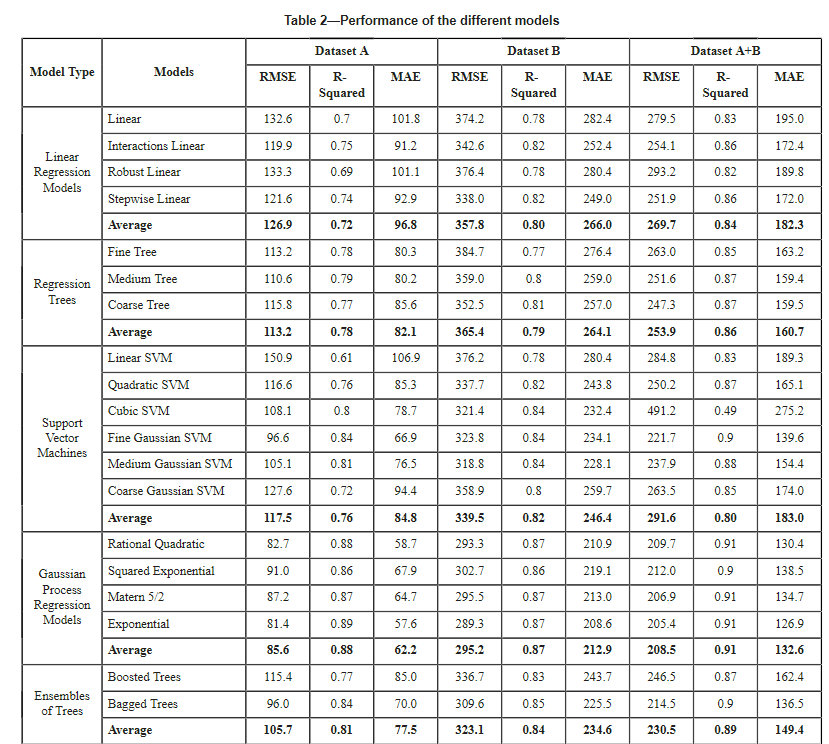 Table 2—Performance of the different models
Model Type Models Dataset A Dataset B Dataset A+B
RMSE R-Squared MAE RMSE R-Squared MAE RMSE R-Squared MAE
Linear Regression Models
Linear 132.6 0.7 101.8 374.2 0.78 282.4 279.5 0.83 195.0
Interactions Linear 119.9 0.75 91.2 342.6 0.82 252.4 254.1 0.86 172.4
Robust Linear 133.3 0.69 101.1 376.4 0.78 280.4 293.2 0.82 189.8
Stepwise Linear 121.6 0.74 92.9 338.0 0.82 249.0 251.9 0.86 172.0
Average 126.9 0.72 96.8 357.8 0.80 266.0 269.7 0.84 182.3
Regression Trees
Fine Tree 113.2 0.78 80.3 384.7 0.77 276.4 263.0 0.85 163.2
Medium Tree 110.6 0.79 80.2 359.0 0.8 259.0 251.6 0.87 159.4
Coarse Tree 115.8 0.77 85.6 352.5 0.81 257.0 247.3 0.87 159.5
Average 113.2 0.78 82.1 365.4 0.79 264.1 253.9 0.86 160.7
Support Vector Machines
Linear SVM 150.9 0.61 106.9 376.2 0.78 280.4 284.8 0.83 189.3
Quadratic SVM 116.6 0.76 85.3 337.7 0.82 243.8 250.2 0.87 165.1
Cubic SVM 108.1 0.8 78.7 321.4 0.84 232.4 491.2 0.49 275.2
Fine Gaussian SVM 96.6 0.84 66.9 323.8 0.84 234.1 221.7 0.9 139.6
Medium Gaussian SVM 105.1 0.81 76.5 318.8 0.84 228.1 237.9 0.88 154.4
Coarse Gaussian SVM 127.6 0.72 94.4 358.9 0.8 259.7 263.5 0.85 174.0
Average 117.5 0.76 84.8 339.5 0.82 246.4 291.6 0.80 183.0
Gaussian Process Regression Models
Rational Quadratic 82.7 0.88 58.7 293.3 0.87 210.9 209.7 0.91 130.4
Squared Exponential 91.0 0.86 67.9 302.7 0.86 219.1 212.0 0.9 138.5
Matern 5/2 87.2 0.87 64.7 295.5 0.87 213.0 206.9 0.91 134.7
Exponential 81.4 0.89 57.6 289.3 0.87 208.6 205.4 0.91 126.9
Average 85.6 0.88 62.2 295.2 0.87 212.9 208.5 0.91 132.6
Ensembles of Trees
Boosted Trees 115.4 0.77 85.0 336.7 0.83 243.7 246.5 0.87 162.4
Bagged Trees 96.0 0.84 70.0 309.6 0.85 225.5 214.5 0.9 136.5
Average 105.7 0.81 77.5 323.1 0.84 234.6 230.5 0.89 149.4